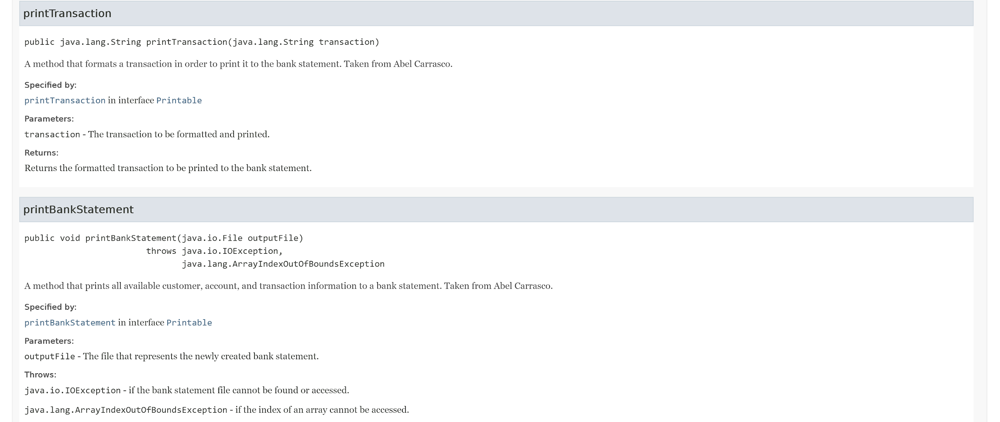 printTransaction
public java.lang.String printTransaction(java.lang.String transaction)
A method that formats a transaction in order to print it to the bank statement. Taken from Abel Carrasco.
Specified by:
printTransaction in interface Printable
Parameters:
transaction - The transaction to be formatted and printed.
Returns:
Returns the formatted transaction to be printed to the bank statement.
printBankStatement
public void printBankStatement(java.io.File outputFile)
throws java.io.IOException,
java.lang.ArrayIndexOutOfBoundsException
A method that prints all available customer, account, and transaction information to a bank statement. Taken from Abel Carrasco.
Specified by:
printBankStatement in interface Printable
Parameters:
outputFile - The file that represents the newly created bank statement.
Throws:
java.io.IOException - if the bank statement file cannot be found or accessed.
java.lang.ArrayIndexOutOfBoundsException - if the index of an array cannot be accessed.